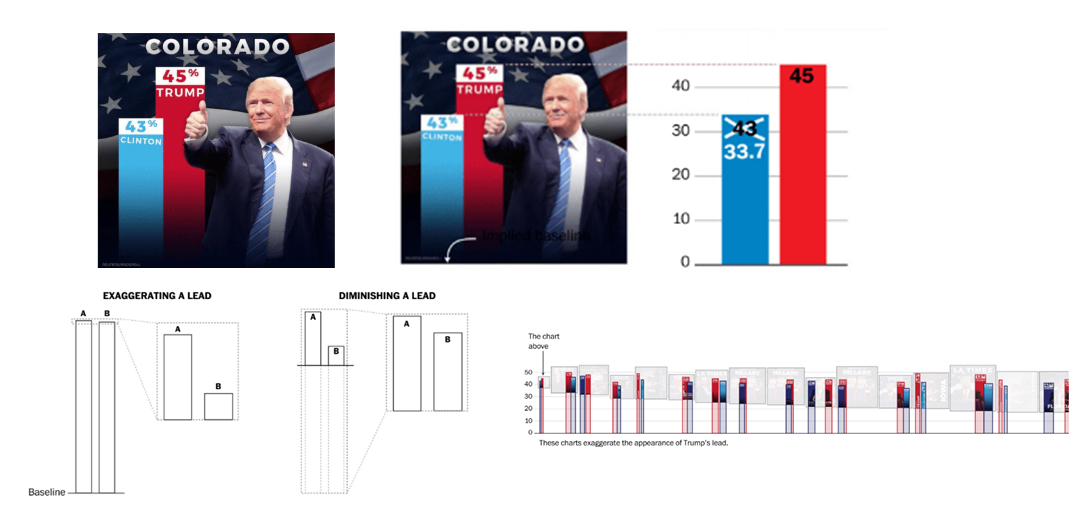 COLORADO
45%
TRUMP
43%
CLINTON
COLORADO
45%
TRUMP
43%
CLINTON
Implied baseline
40
30
20
10
0
45
43
33.7
EXAGGERATING A LEAD
A
B
A
B
Baseline
DIMINISHING A LEAD
A
B
A
B
The chart
above
50
40
30
20
10
0
LA TIMES
These charts exaggerate the appearance of Trump's lead.